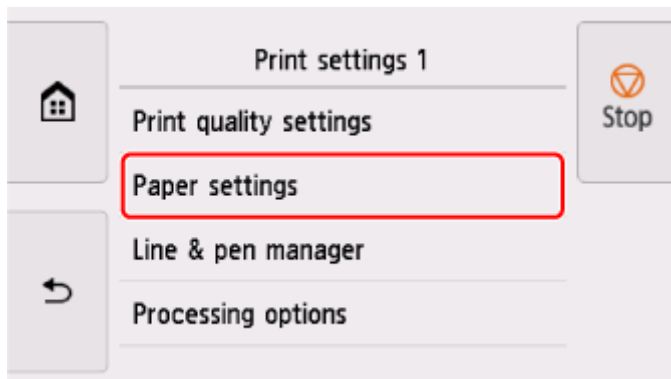 Print settings 1
Stop
Print quality settings
Paper settings
Line & pen manager
Processing options